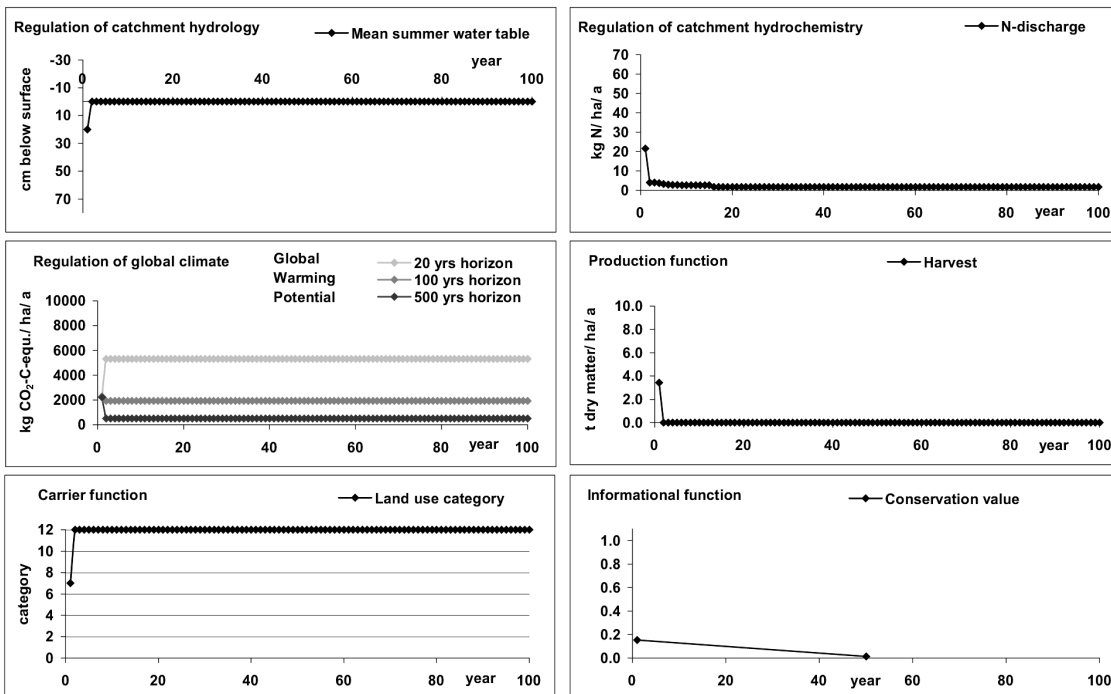 Regulation of catchment hydrology
Mean summer water table
year
cm below surface
-30
-10
10
30
50
70
0 20 40 60 80 100
Regulation of catchment hydrochemistry
N-discharge
kg N/ ha/ a
70
60
50
40
30
20
10
0
0 20 40 60 80 100
year
Regulation of global climate
Global Warming Potential
20 yrs horizon
100 yrs horizon
500 yrs horizon
kg CO₂-C-equ./ ha/ a
10000
8000
6000
4000
2000
0
0 20 40 60 80 100
year
Production function
Harvest
t dry matter/ ha/ a
10.0
8.0
6.0
4.0
2.0
0.0
0 20 40 60 80 100
year
Carrier function
Land use category
category
12
10
8
6
4
2
0
0 20 40 60 80 100
year
Informational function
Conservation value
1.0
0.8
0.6
0.4
0.2
0.0
0 20 40 60 80 100
year